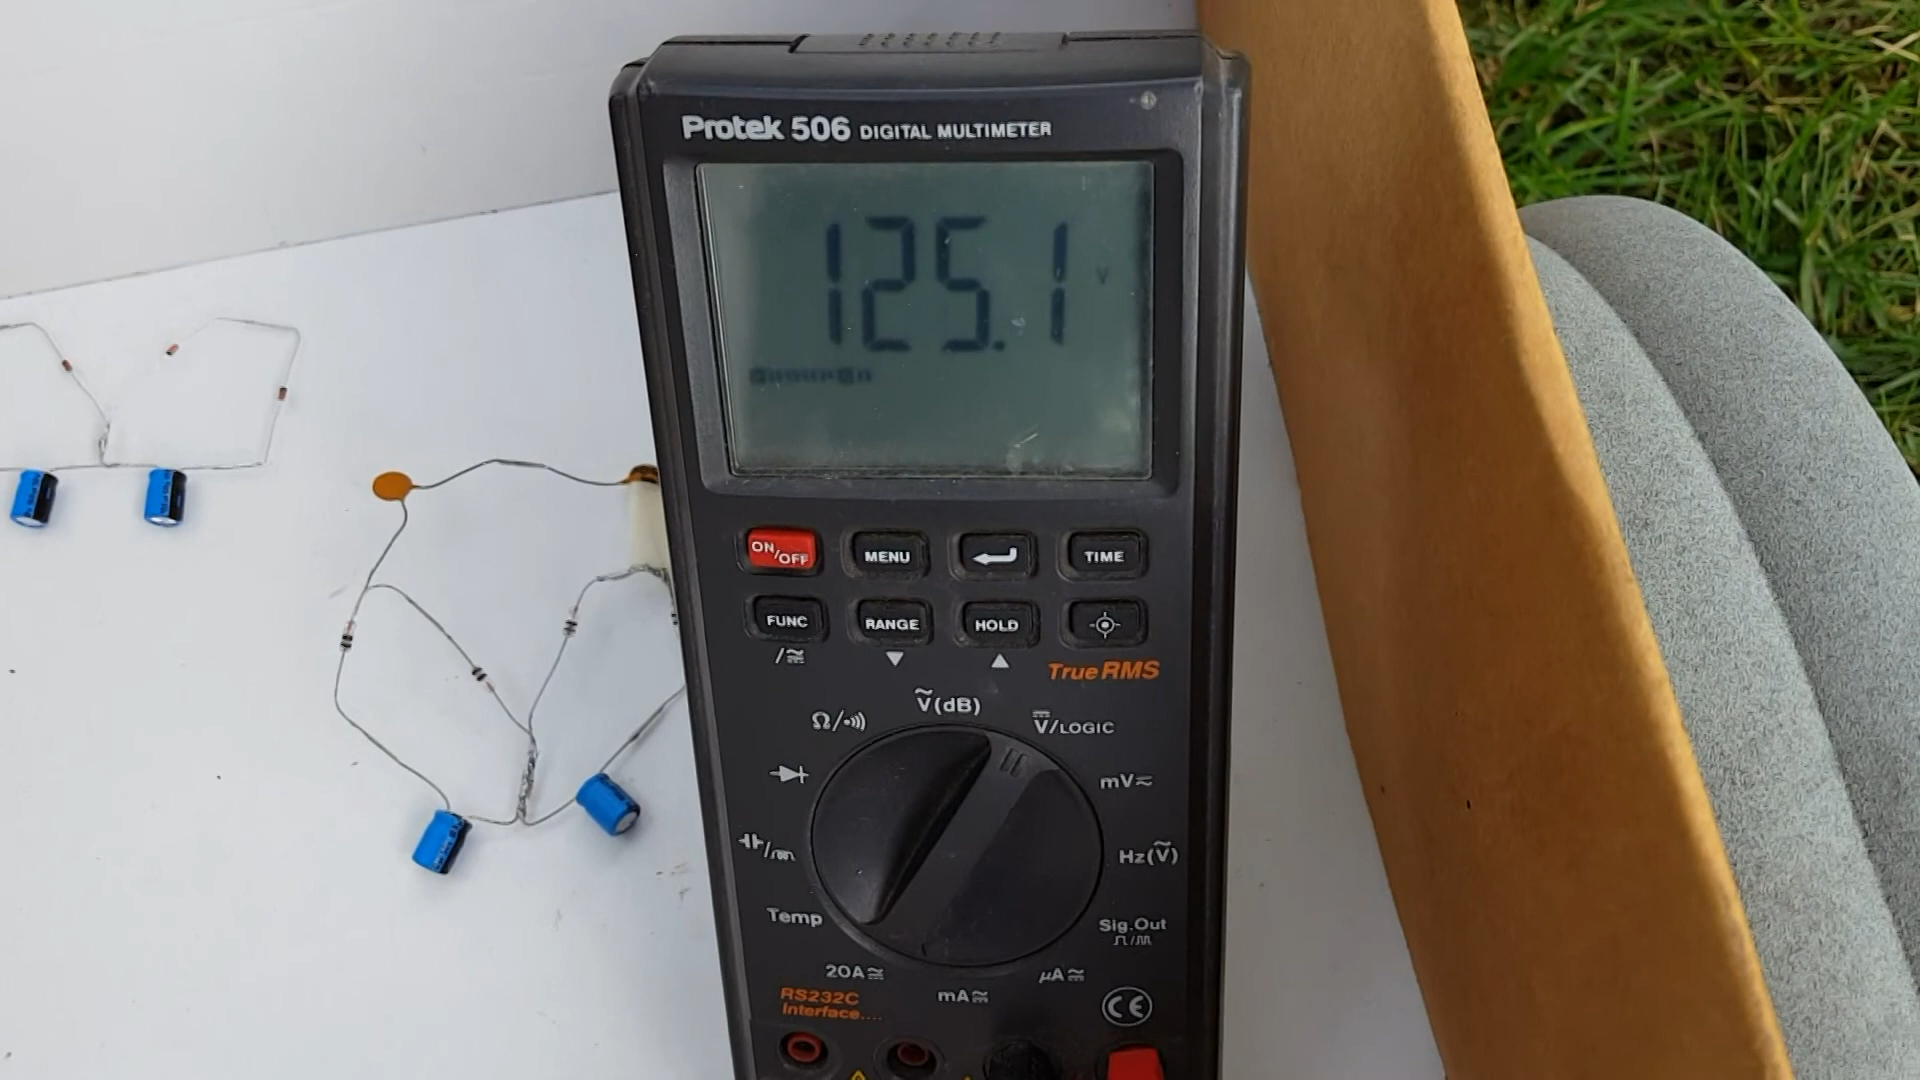 Protek 506 DIGITAL MULTIMETER
125.1 V
ON/OFF
MENU
TIME
FUNC
RANGE
HOLD
True RMS
V(dB)
Ω/
V/LOGIC
mV
Hz(V)
Temp
Sig.Out
20A
mA
µA
RS232C
Interface....
CE